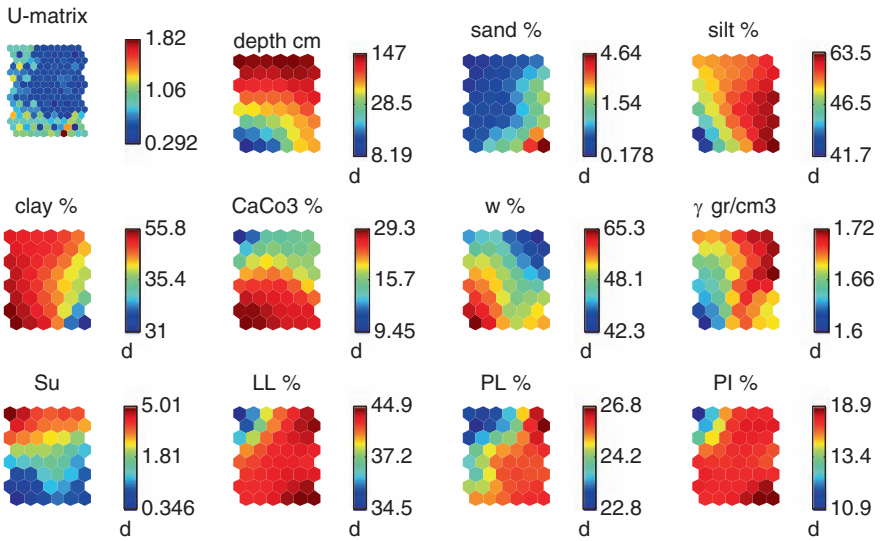 U-matrix
1.82
1.06
0.292
depth cm
147
28.5
8.19
d
sand %
4.64
1.54
0.178
d
silt %
63.5
46.5
41.7
d
clay %
55.8
35.4
31
d
CaCo3 %
29.3
15.7
9.45
d
w %
65.3
48.1
42.3
d
γ gr/cm3
1.72
1.66
1.6
d
Su
5.01
1.81
0.346
d
LL %
44.9
37.2
34.5
d
PL %
26.8
24.2
22.8
d
PI %
18.9
13.4
10.9
d